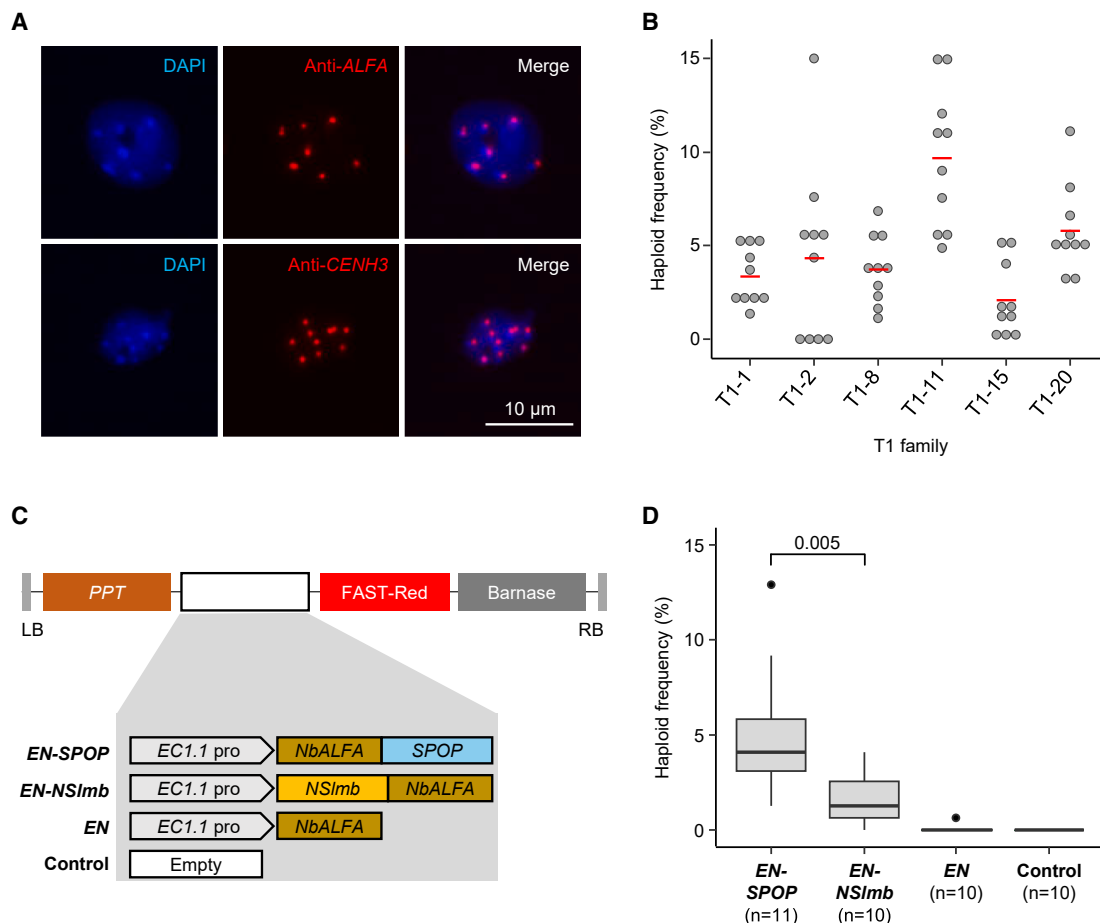 A
DAPI
Anti-ALFA
Merge
DAPI
Anti-CENH3
Merge
10 µm
B
Haploid frequency (%)
15
10
5
0
T1-1
T1-2
T1-8
T1-11
T1-15
T1-20
T1 family
C
PPT
FAST-Red
Barnase
LB
RB
EN-SPOP
EC1.1 pro
NbALFA
SPOP
EN-NSlmb
EC1.1 pro
NSlmb
NbALFA
EN
EC1.1 pro
NbALFA
Control
Empty
D
Haploid frequency (%)
15
10
5
0
0.005
EN-
SPOP
(n=11)
EN-
NSlmb
(n=10)
EN
(n=10)
Control
(n=10)